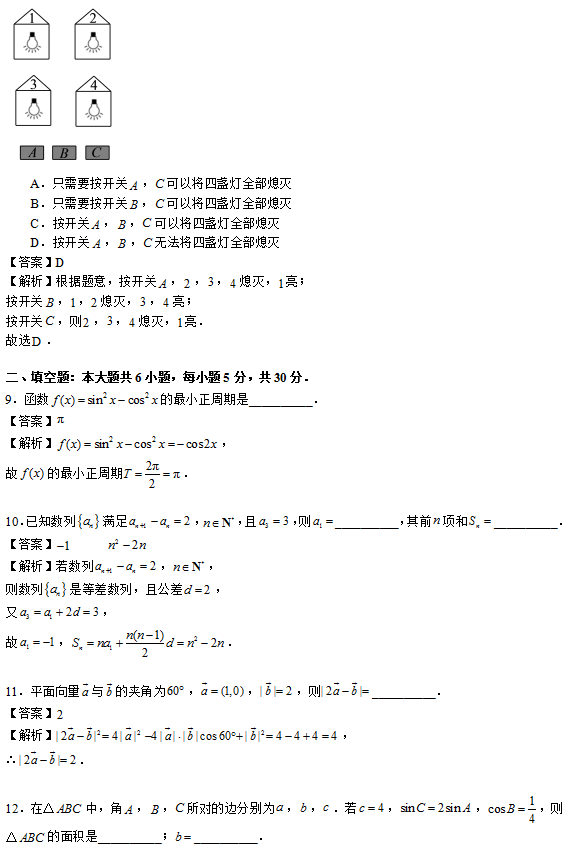 1 2
3 4
A B C
A．只需要按开关A，C可以将四盏灯全部熄灭
B．只需要按开关B，C可以将四盏灯全部熄灭
C．按开关A，B，C可以将四盏灯全部熄灭
D．按开关A，B，C无法将四盏灯全部熄灭
【答案】D
【解析】根据题意，按开关A，2，3，4熄灭，1亮；
按开关B，1，2熄灭，3，4亮；
按开关C，则2，3，4熄灭，1亮．
故选D．
二、填空题：本大题共6小题，每小题5分，共30分．
9．函数f(x)=sin²x−cos²x的最小正周期是__________．
【答案】π
【解析】f(x)=sin²x−cos²x=−cos2x，
故f(x)的最小正周期T=2π/2=π．
10．已知数列{aₙ}满足aₙ₊₁−aₙ=2，n∈N*，且a₃=3，则a₁=__________，其前n项和Sₙ=__________．
【答案】−1 n²−2n
【解析】若数列aₙ₊₁−aₙ=2，n∈N*，
则数列{aₙ}是等差数列，且公差d=2，
又a₃=a₁+2d=3，
故a₁=−1，Sₙ=na₁+n(n−1)/2 d=n²−2n．
11．平面向量a⃗与b⃗的夹角为60°，a⃗=(1,0)，|b⃗|=2，则|2a⃗−b⃗|=__________．
【答案】2
【解析】|2a⃗−b⃗|²=4|a⃗|²−4|a⃗|·|b⃗|cos60°+|b⃗|²=4−4+4=4，
∴|2a⃗−b⃗|=2．
12．在△ABC中，角A，B，C所对的边分别为a，b，c．若c=4，sinC=2sinA，cosB=1/4，则
△ABC的面积是__________；b=__________．